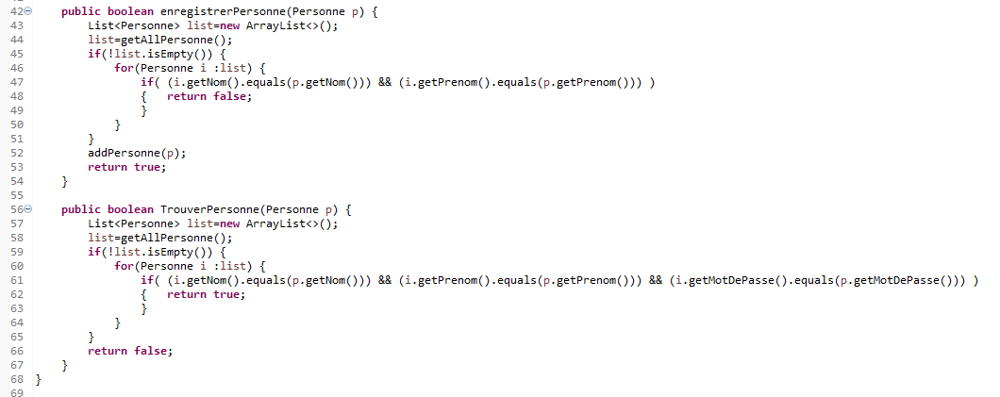 42 public boolean enregistrerPersonne(Personne p) {
43 List<Personne> list=new ArrayList<>();
44 list=getAllPersonne();
45 if(!list.isEmpty()) {
46 for(Personne i :list) {
47 if( (i.getNom().equals(p.getNom())) && (i.getPrenom().equals(p.getPrenom())) )
48 { return false;
49 }
50 }
51 }
52 addPersonne(p);
53 return true;
54 }
55
56 public boolean TrouverPersonne(Personne p) {
57 List<Personne> list=new ArrayList<>();
58 list=getAllPersonne();
59 if(!list.isEmpty()) {
60 for(Personne i :list) {
61 if( (i.getNom().equals(p.getNom())) && (i.getPrenom().equals(p.getPrenom())) && (i.getMotDePasse().equals(p.getMotDePasse())) )
62 { return true;
63 }
64 }
65 }
66 return false;
67 }
68 }
69